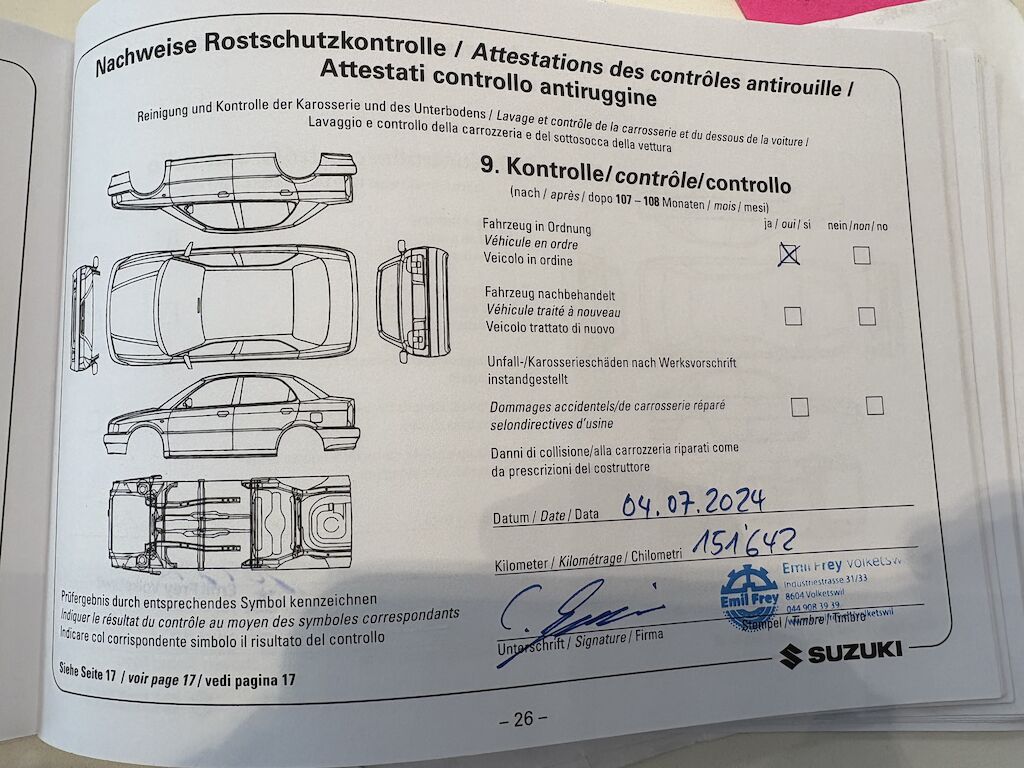 Nachweise Rostschutzkontrolle / Attestations des contrôles antirouille /
Attestati controllo antiruggine
Reinigung und Kontrolle der Karosserie und des Unterbodens / Lavage et contrôle de la carrosserie et du dessous de la voiture /
Lavaggio e controllo della carrozzeria e del sottosocca della vettura
9. Kontrolle/contrôle/controllo
(nach / après / dopo 107 – 108 Monaten / mois / mesi)
ja / oui / si nein / non / no
Fahrzeug in Ordnung
Véhicule en ordre
Veicolo in ordine
Fahrzeug nachbehandelt
Véhicule traité à nouveau
Veicolo trattato di nuovo
Unfall-/Karosserieschäden nach Werksvorschrift
instandgestellt
Dommages accidentels/de carrosserie réparé
selondirectives d'usine
Danni di collisione/alla carrozzeria riparati come
da prescrizioni del costruttore
Datum / Date / Data 04.07.2024
Kilometer / Kilométrage / Chilometri 151'642
Emil Frey Volketsw
Industriestrasse 31/33
8604 Volketswil
044 908 39 39
Emil Frey
Unterschrift / Signature / Firma
Stempel / Timbre / Timbro
Prüfergebnis durch entsprechendes Symbol kennzeichnen
Indiquer le résultat du contrôle au moyen des symboles correspondants
Indicare col corrispondente simbolo il risultato del controllo
Siehe Seite 17 / voir page 17 / vedi pagina 17
SUZUKI
– 26 –